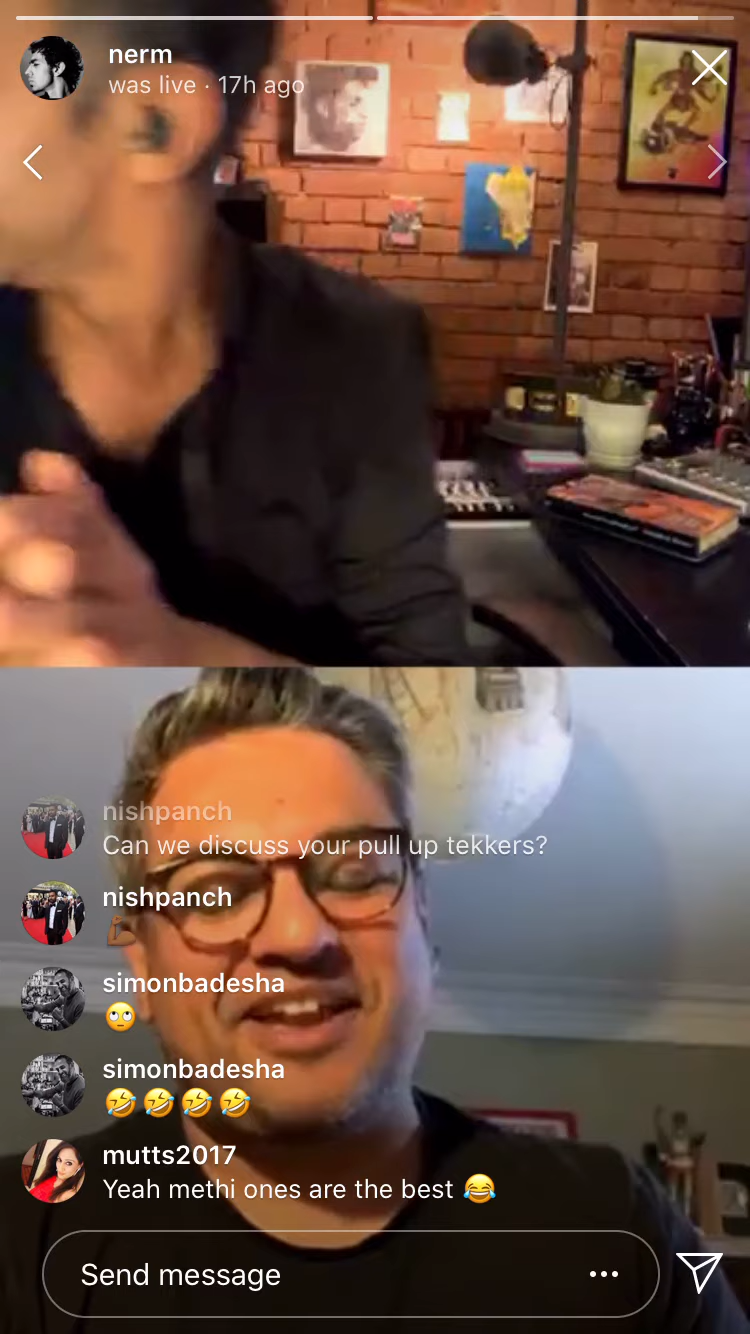 nerm
was live · 17h ago
nishpanch
Can we discuss your pull up tekkers?
nishpanch
💪🏾
simonbadesha
🙄
simonbadesha
🤣🤣🤣🤣
mutts2017
Yeah methi ones are the best 😂
Send message